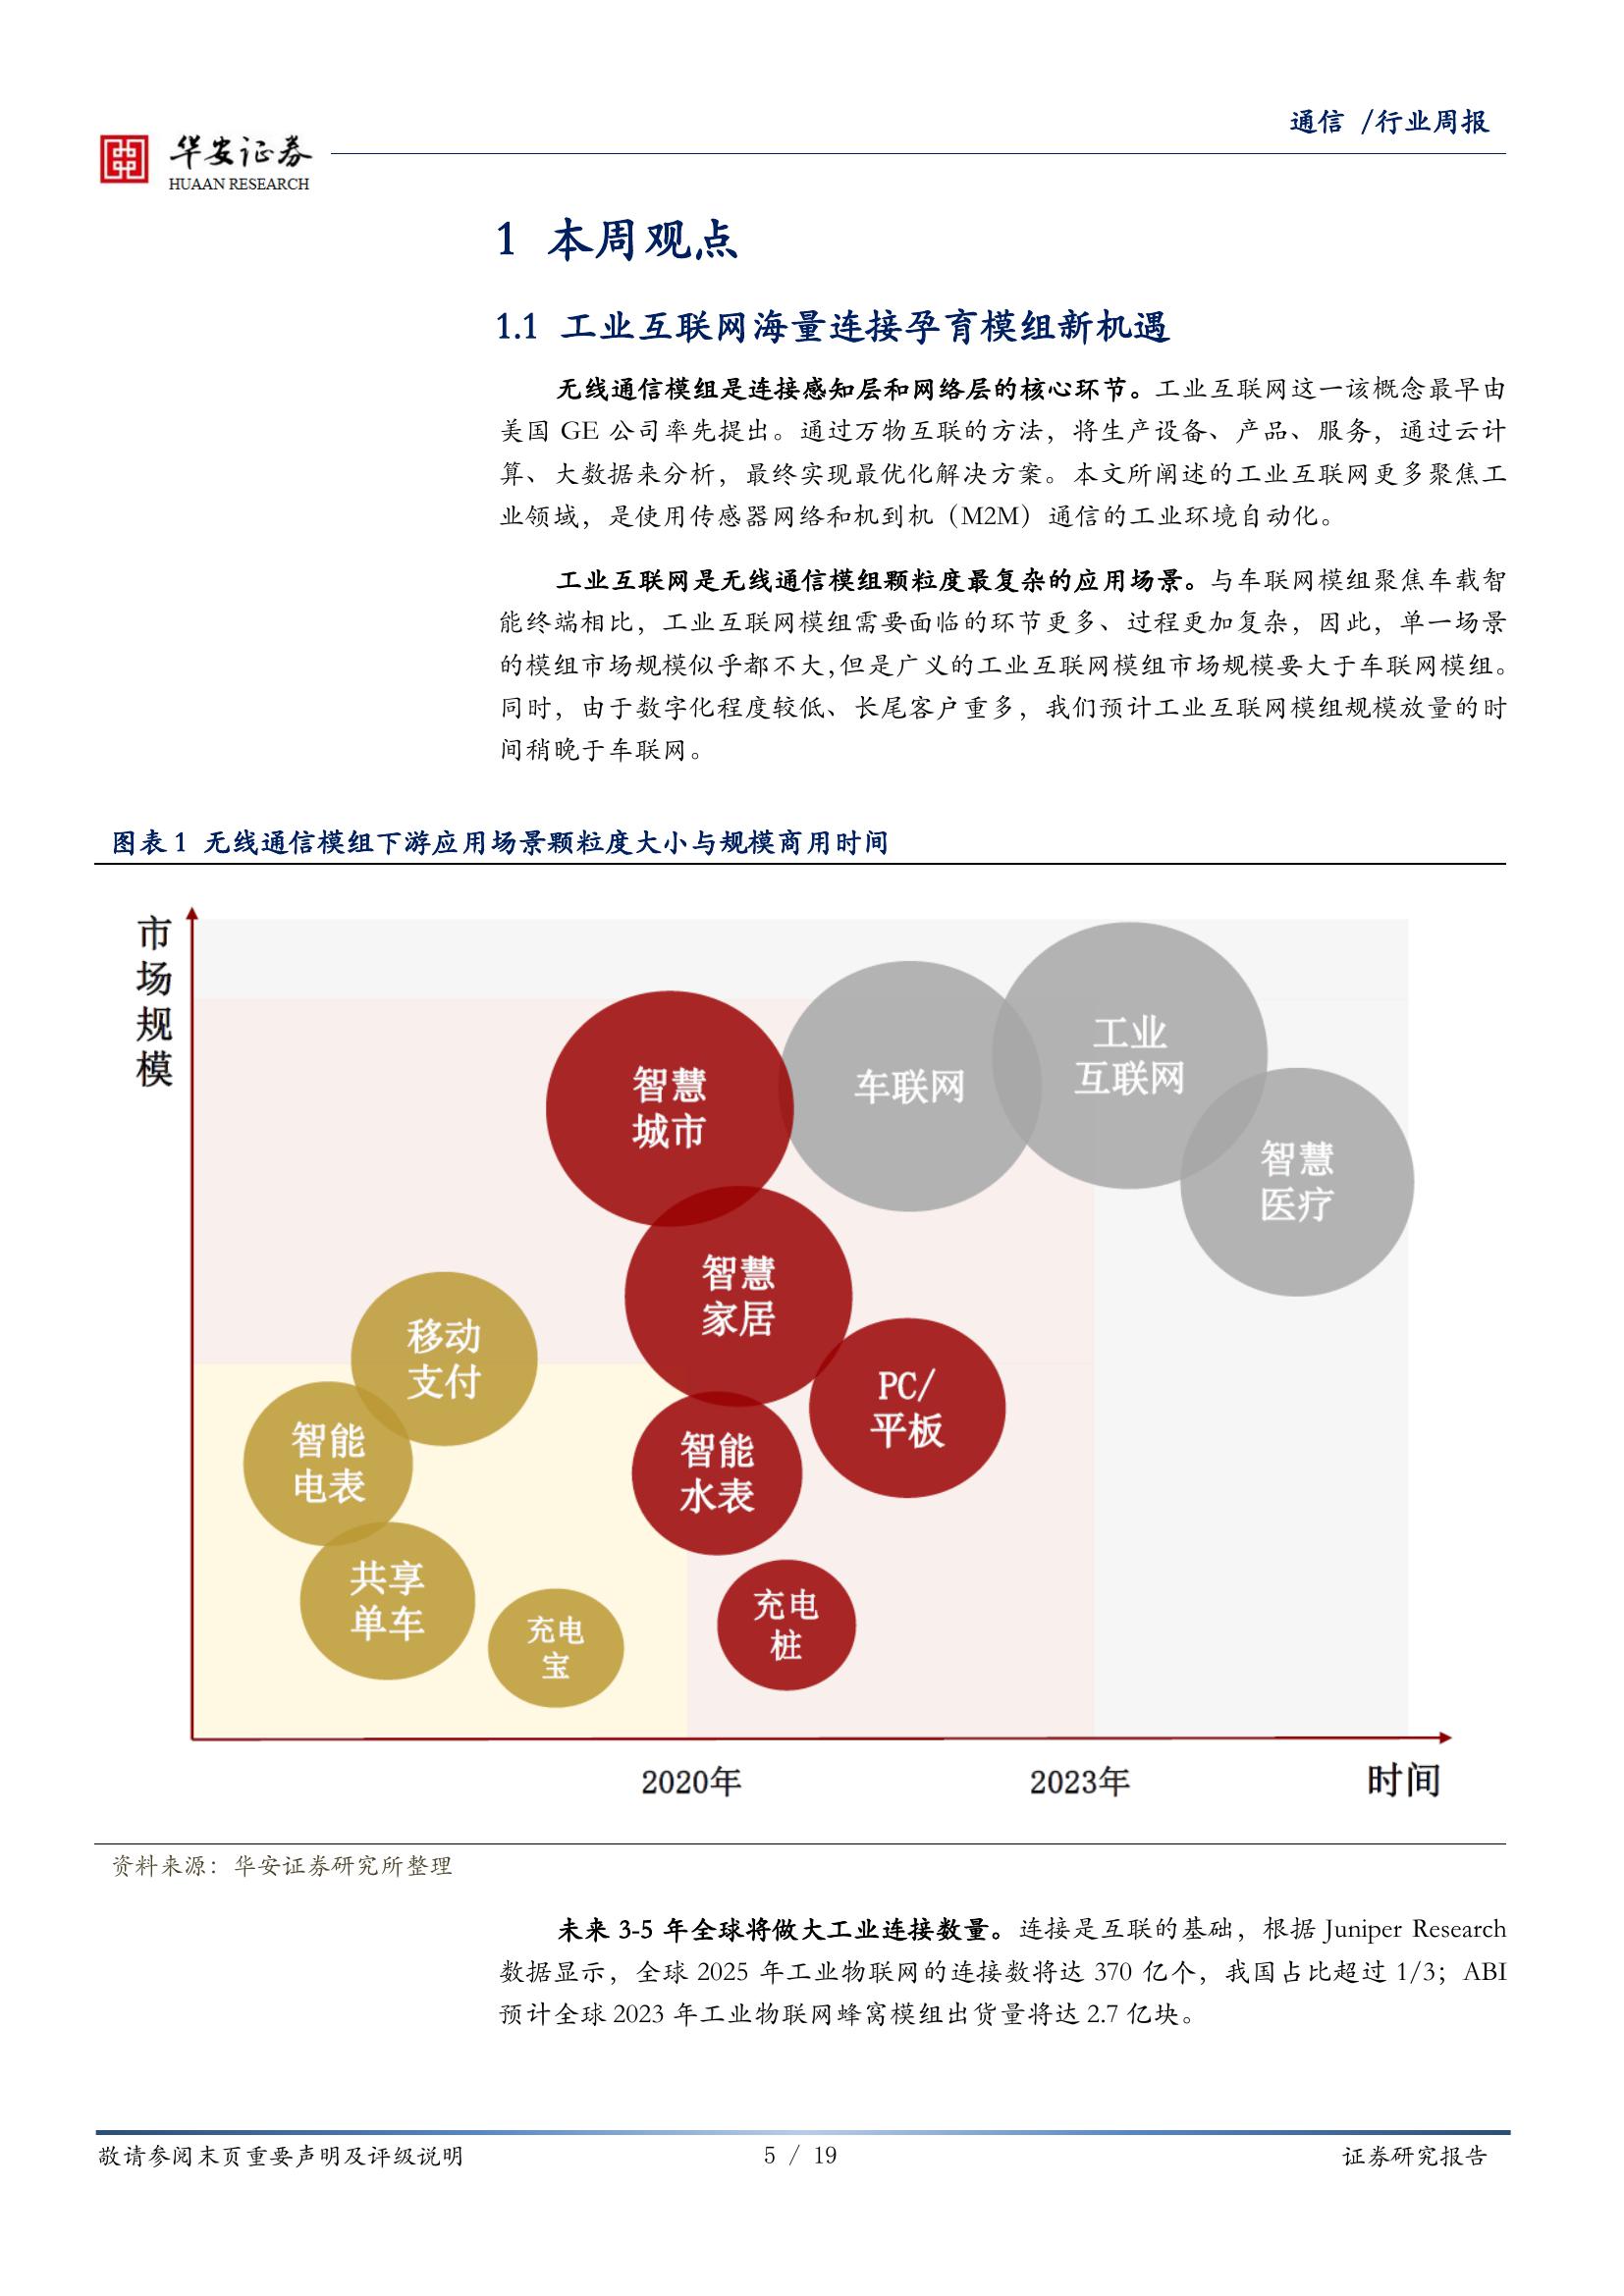 通信 /行业周报
华安证券
HUAAN RESEARCH
1 本周观点
1.1 工业互联网海量连接孕育模组新机遇
无线通信模组是连接感知层和网络层的核心环节。工业互联网这一该概念最早由
美国 GE 公司率先提出。通过万物互联的方法，将生产设备、产品、服务，通过云计
算、大数据来分析，最终实现最优化解决方案。本文所阐述的工业互联网更多聚焦工
业领域，是使用传感器网络和机到机（M2M）通信的工业环境自动化。
工业互联网是无线通信模组颗粒度最复杂的应用场景。与车联网模组聚焦车载智
能终端相比，工业互联网模组需要面临的环节更多、过程更加复杂，因此，单一场景
的模组市场规模似乎都不大,但是广义的工业互联网模组市场规模要大于车联网模组。
同时，由于数字化程度较低、长尾客户重多，我们预计工业互联网模组规模放量的时
间稍晚于车联网。
图表 1 无线通信模组下游应用场景颗粒度大小与规模商用时间
市
场
规
模
智慧
城市
车联网
工业
互联网
智慧
医疗
智慧
家居
移动
支付
PC/
平板
智能
电表
智能
水表
共享
单车
充电
宝
充电
桩
2020年
2023年
时间
资料来源：华安证券研究所整理
未来 3-5 年全球将做大工业连接数量。连接是互联的基础，根据 Juniper Research
数据显示，全球 2025 年工业物联网的连接数将达 370 亿个，我国占比超过 1/3；ABI
预计全球 2023 年工业物联网蜂窝模组出货量将达 2.7 亿块。
敬请参阅末页重要声明及评级说明
5 / 19
证券研究报告